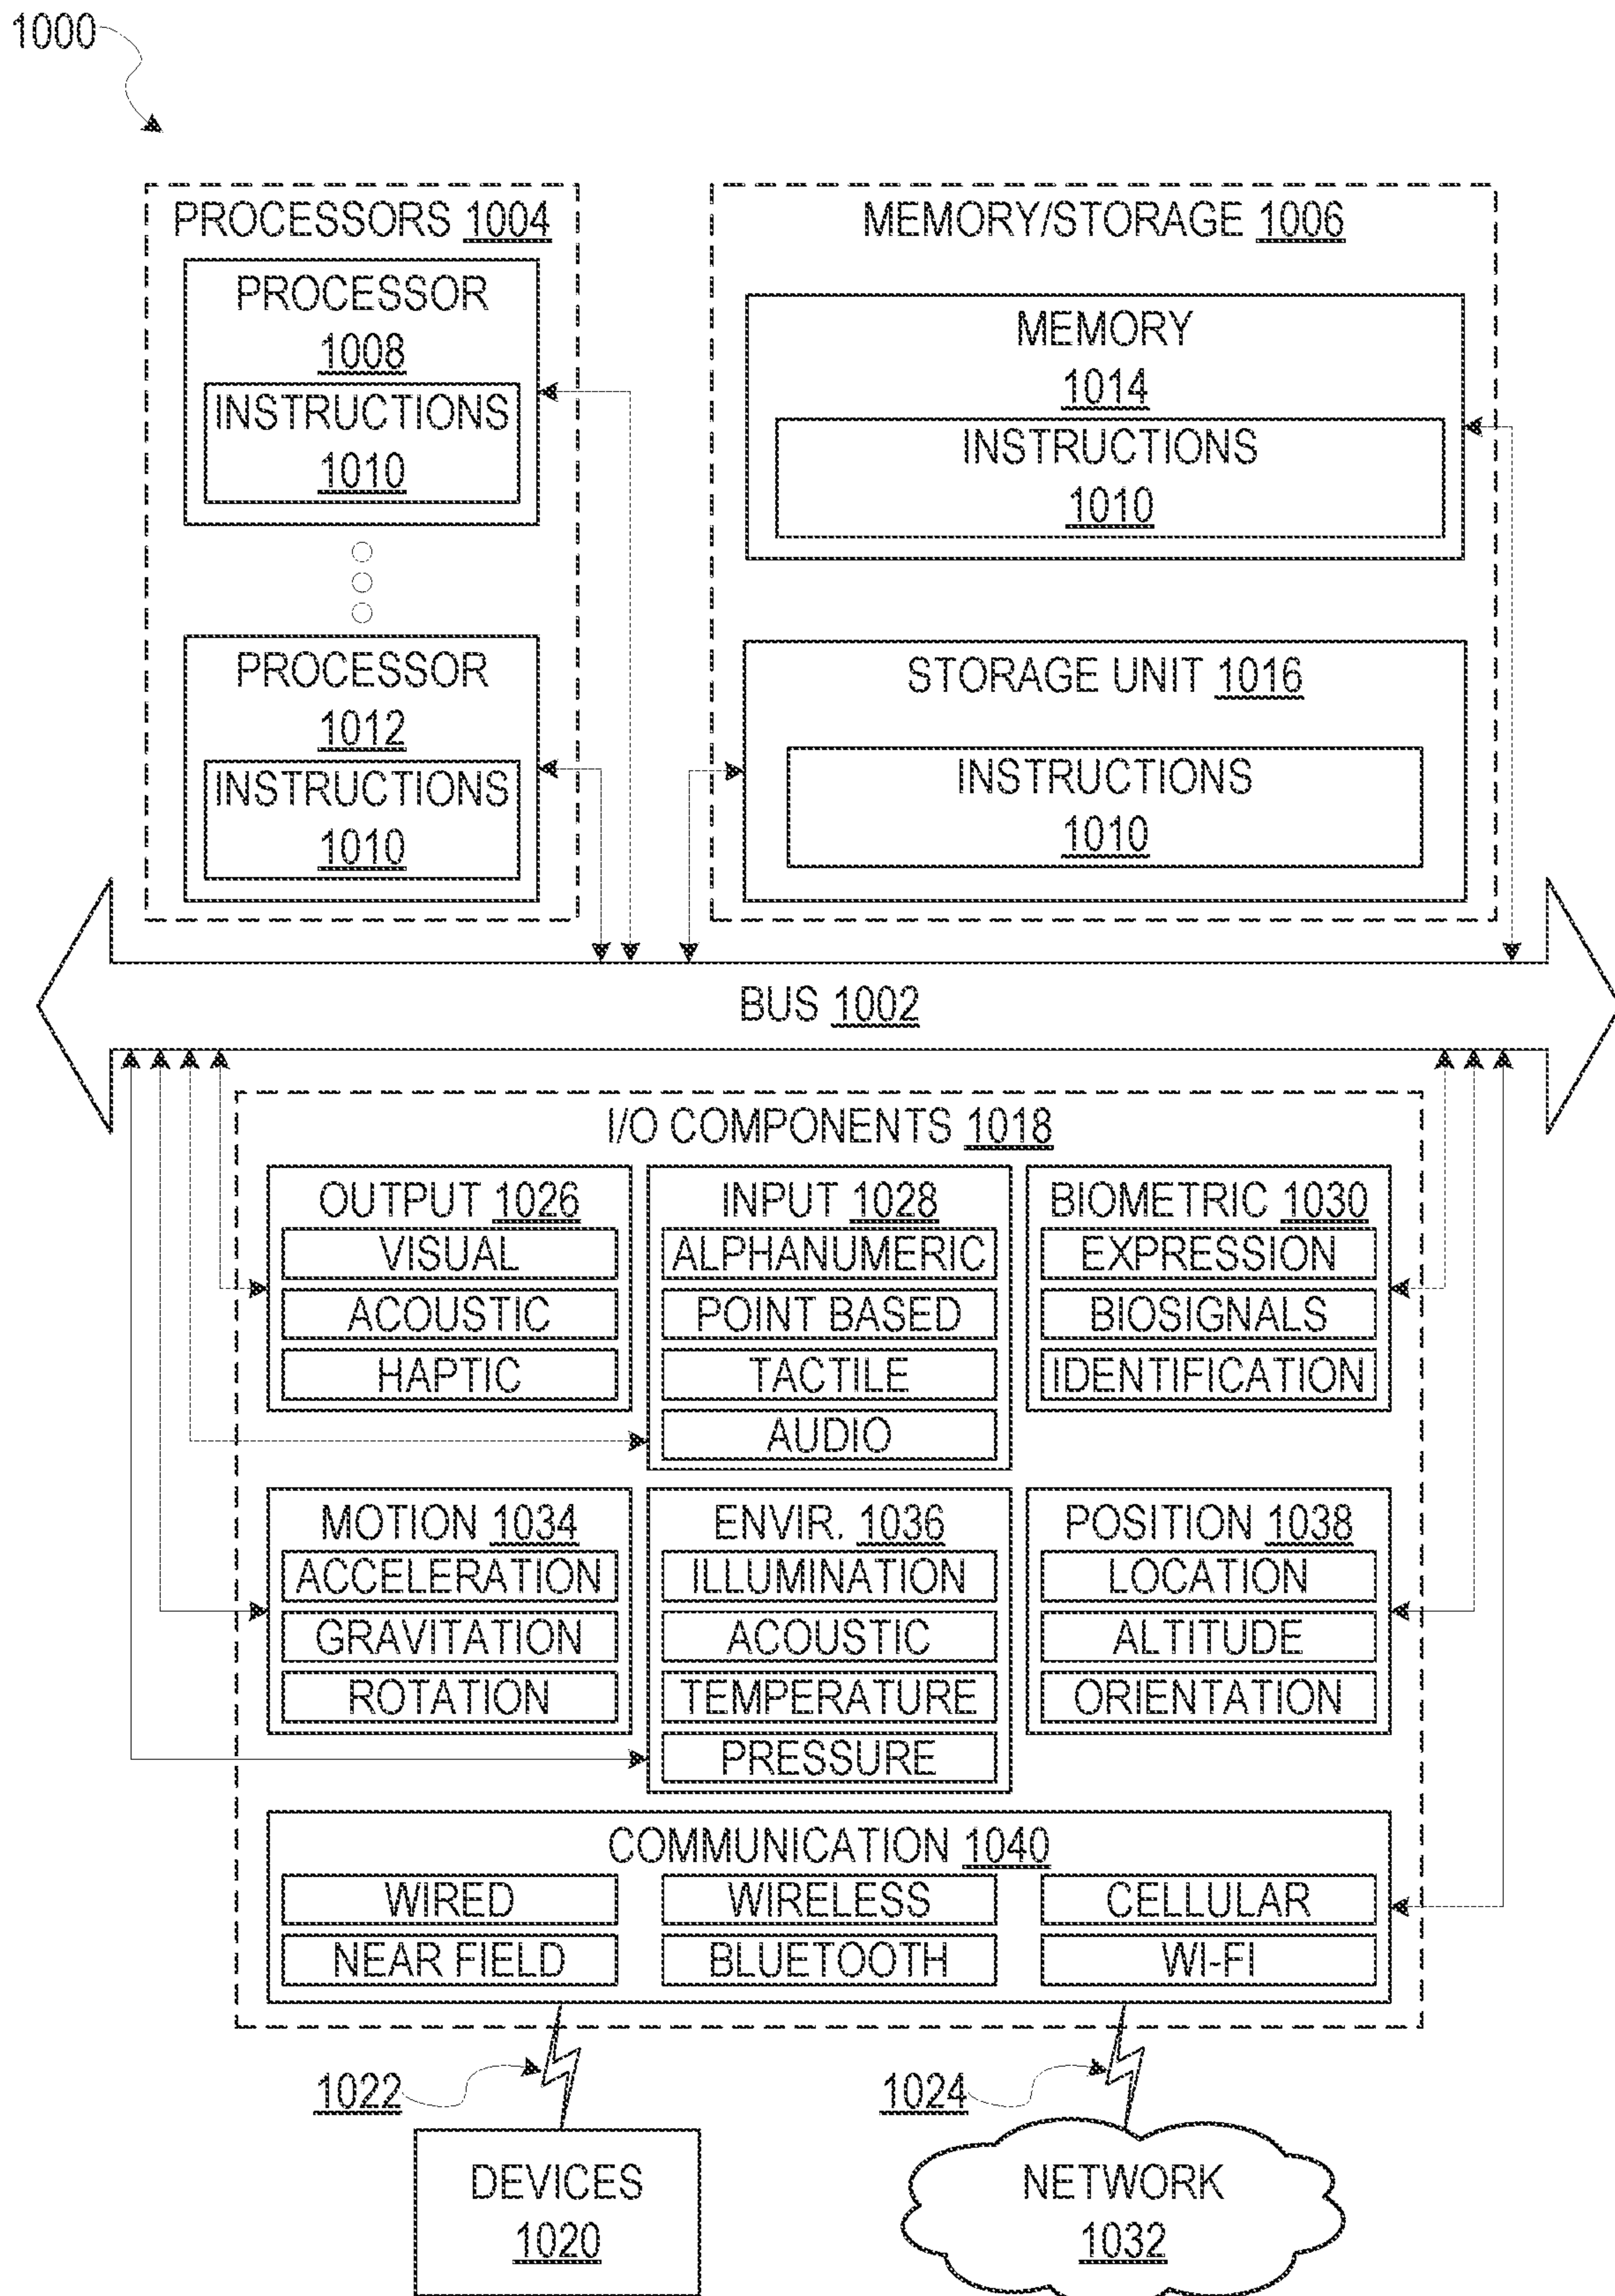 1000
PROCESSORS 1004
PROCESSOR
1008
INSTRUCTIONS
1010
PROCESSOR
1012
INSTRUCTIONS
1010
MEMORY/STORAGE 1006
MEMORY
1014
INSTRUCTIONS
1010
STORAGE UNIT 1016
INSTRUCTIONS
1010
BUS 1002
I/O COMPONENTS 1018
OUTPUT 1026
VISUAL
ACOUSTIC
HAPTIC
INPUT 1028
ALPHANUMERIC
POINT BASED
TACTILE
AUDIO
BIOMETRIC 1030
EXPRESSION
BIOSIGNALS
IDENTIFICATION
MOTION 1034
ACCELERATION
GRAVITATION
ROTATION
ENVIR. 1036
ILLUMINATION
ACOUSTIC
TEMPERATURE
PRESSURE
POSITION 1038
LOCATION
ALTITUDE
ORIENTATION
COMMUNICATION 1040
WIRED
WIRELESS
CELLULAR
NEAR FIELD
BLUETOOTH
WI-FI
1022
1024
DEVICES
1020
NETWORK
1032